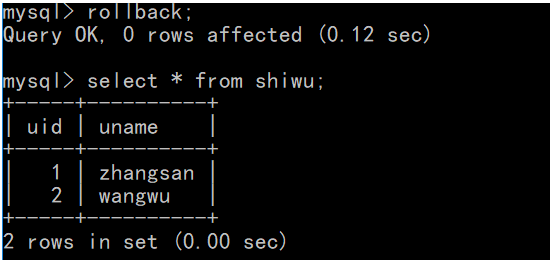 mysql> rollback;
Query OK, 0 rows affected (0.12 sec)
mysql> select * from shiwu;
+-----+----------+
| uid | uname    |
+-----+----------+
|   1 | zhangsan |
|   2 | wangwu   |
+-----+----------+
2 rows in set (0.00 sec)